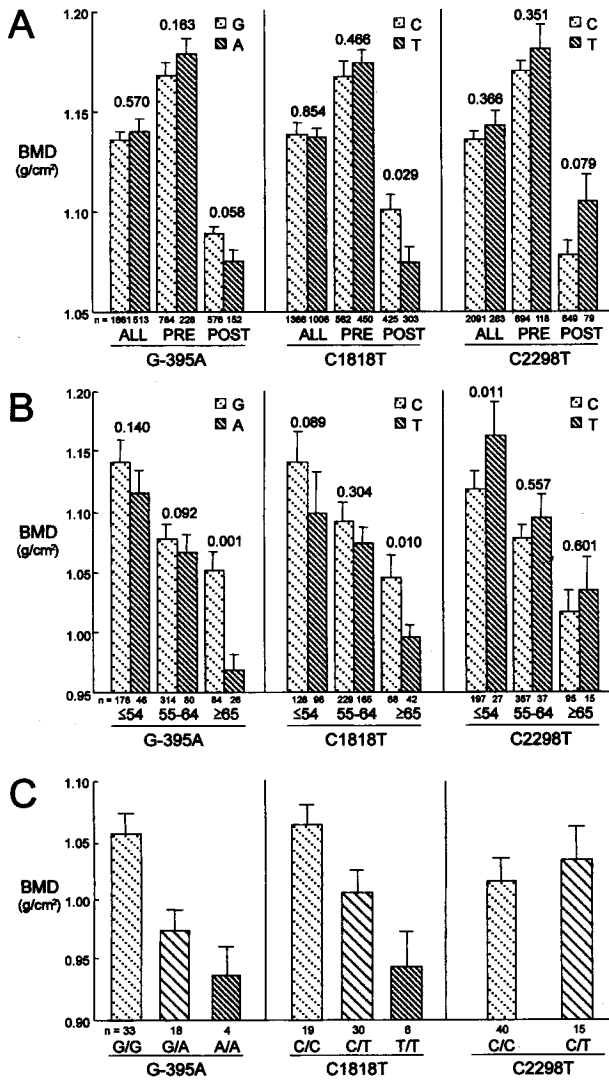 A
1.20
1.15
1.10
1.05
BMD
(g/cm²)
G
A
C
T
C
T
0.570
0.163
0.058
0.854
0.466
0.029
0.366
0.351
0.079
n = 1861 513 784 228 576 152 1366 1008 562 450 425 303 2091 283 894 118 649 79
ALL PRE POST ALL PRE POST ALL PRE POST
G-395A C1818T C2298T
B
1.20
1.15
1.10
1.05
1.00
0.95
BMD
(g/cm²)
G
A
C
T
C
T
0.140
0.092
0.001
0.089
0.304
0.010
0.011
0.557
0.601
n = 178 46 314 80 84 26 128 96 229 165 68 42 197 27 357 37 95 15
≤54 55-64 ≥65 ≤54 55-64 ≥65 ≤54 55-64 ≥65
G-395A C1818T C2298T
C
1.10
1.05
1.00
0.95
0.90
BMD
(g/cm²)
n = 33 18 4 19 30 6 40 15
G/G G/A A/A C/C C/T T/T C/C C/T
G-395A C1818T C2298T